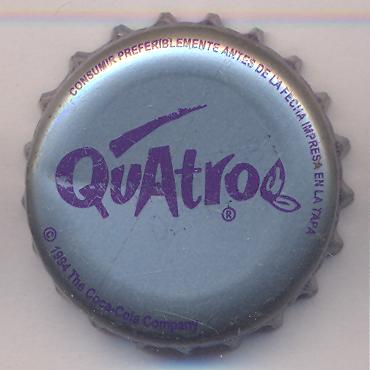 CONSUMIR PREFERIBLEMENTE ANTES DE LA FECHA IMPRESA EN LA TAPA
QuAtro
®
© 1994 The Coca-Cola Company